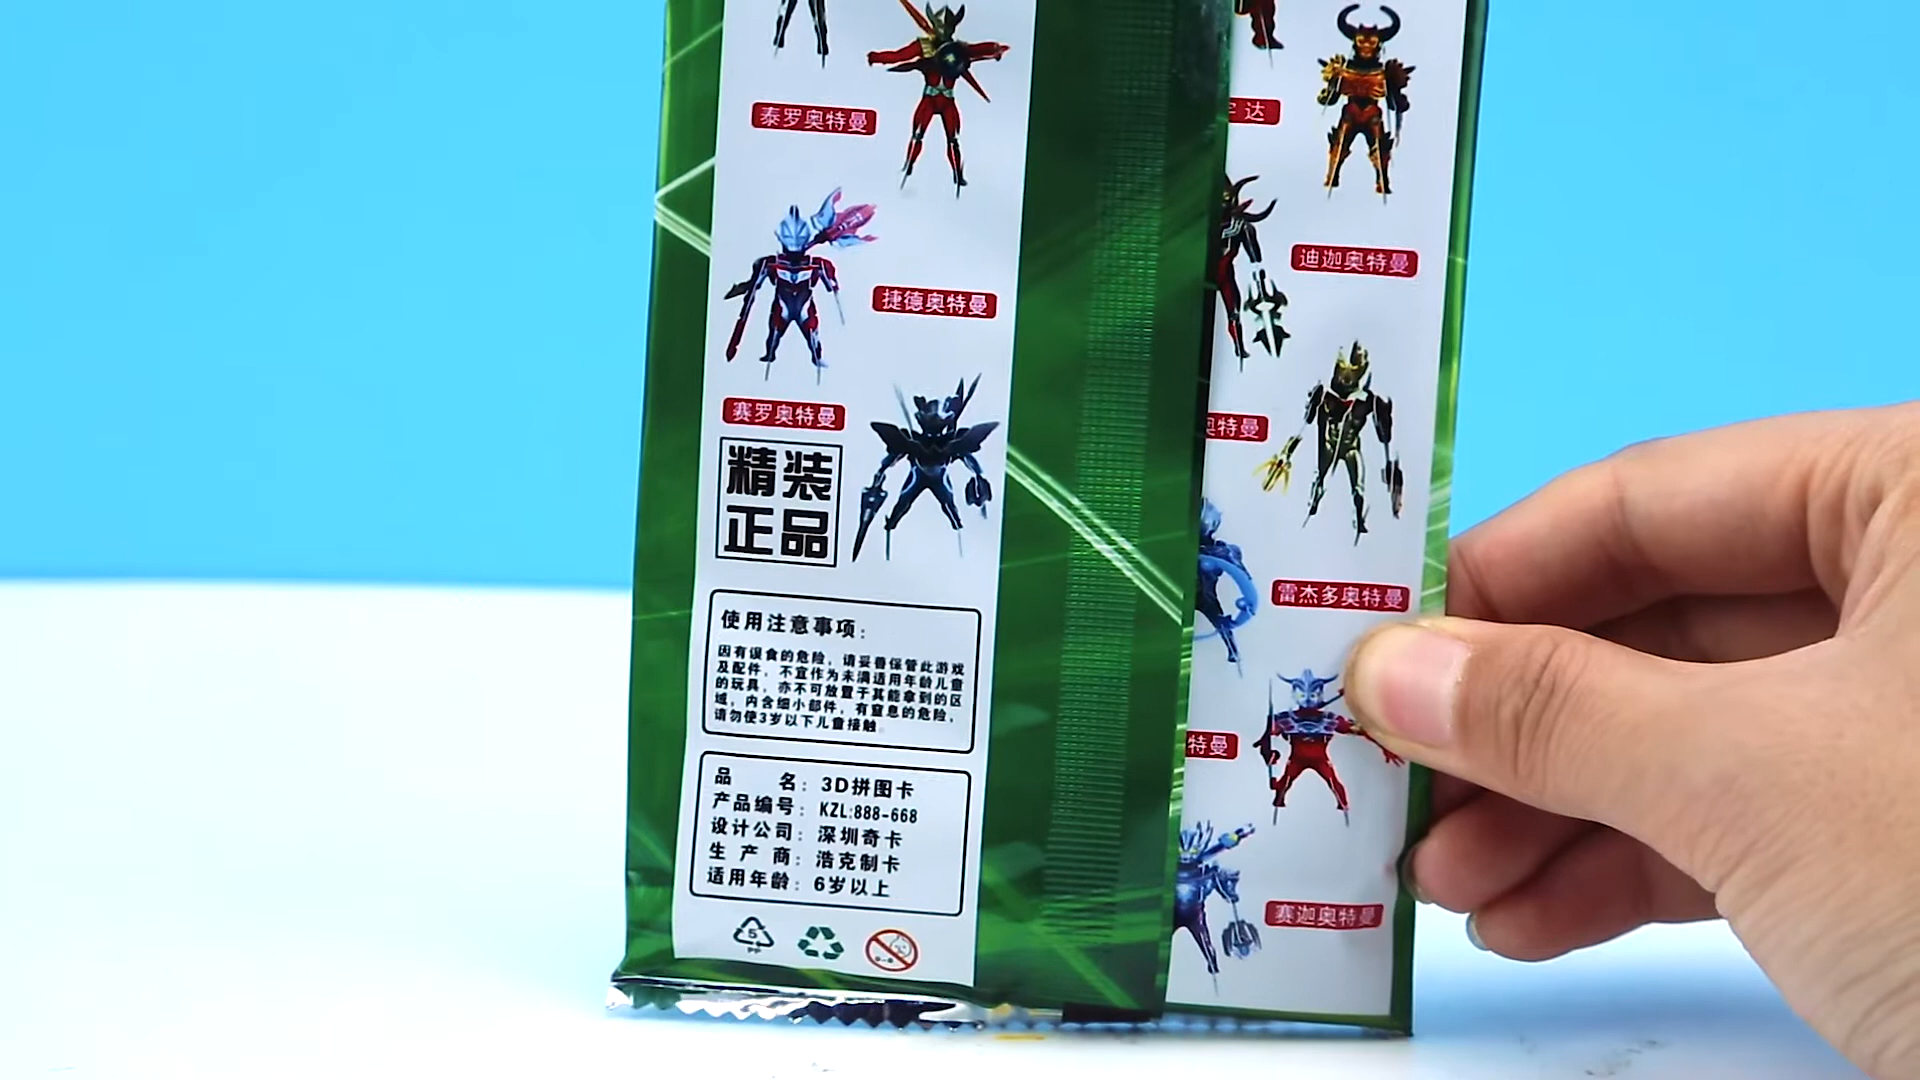 泰罗奥特曼
捷德奥特曼
赛罗奥特曼
精装
正品
使用注意事项：
因有误食的危险，请妥善保管此游戏
及配件，不宜作为未满适用年龄儿童
的玩具，亦不可放置于其能拿到的区
域，内含细小部件，有窒息的危险，
请勿使3岁以下儿童接触
品 名：3D拼图卡
产品编号：KZL:888-668
设计公司：深圳奇卡
生产商：浩克制卡
适用年龄：6岁以上
5
PP
达
迪迦奥特曼
奥特曼
雷杰多奥特曼
特曼
赛迦奥特曼